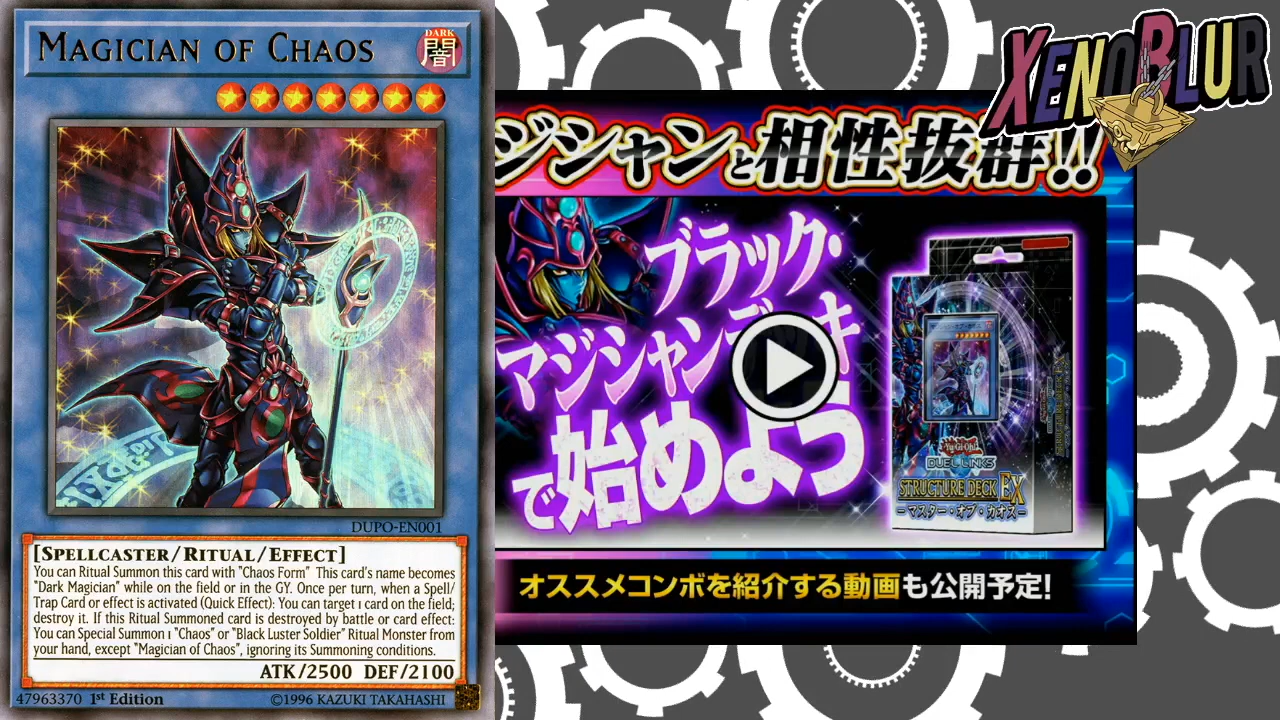 MAGICIAN OF CHAOS
DARK
闇
DUPO-EN001
[SPELLCASTER/RITUAL/EFFECT]
You can Ritual Summon this card with "Chaos Form" This card's name becomes
"Dark Magician" while on the field or in the GY. Once per turn, when a Spell/
Trap Card or effect is activated (Quick Effect): You can target 1 card on the field;
destroy it. If this Ritual Summoned card is destroyed by battle or card effect:
You can Special Summon 1 "Chaos" or "Black Luster Soldier" Ritual Monster from
your hand, except "Magician of Chaos", ignoring its Summoning conditions.
ATK/2500 DEF/2100
47963370 1st Edition
©1996 KAZUKI TAKAHASHI
XENOBLUR
ジシャンと相性抜群!!
ブラック・
マジシャンデッキ
で始めよう
Yu-Gi-Oh!
DUEL LINKS
STRUCTURE DECK EX
-マスター・オブ・カオス-
オススメコンボを紹介する動画も公開予定!